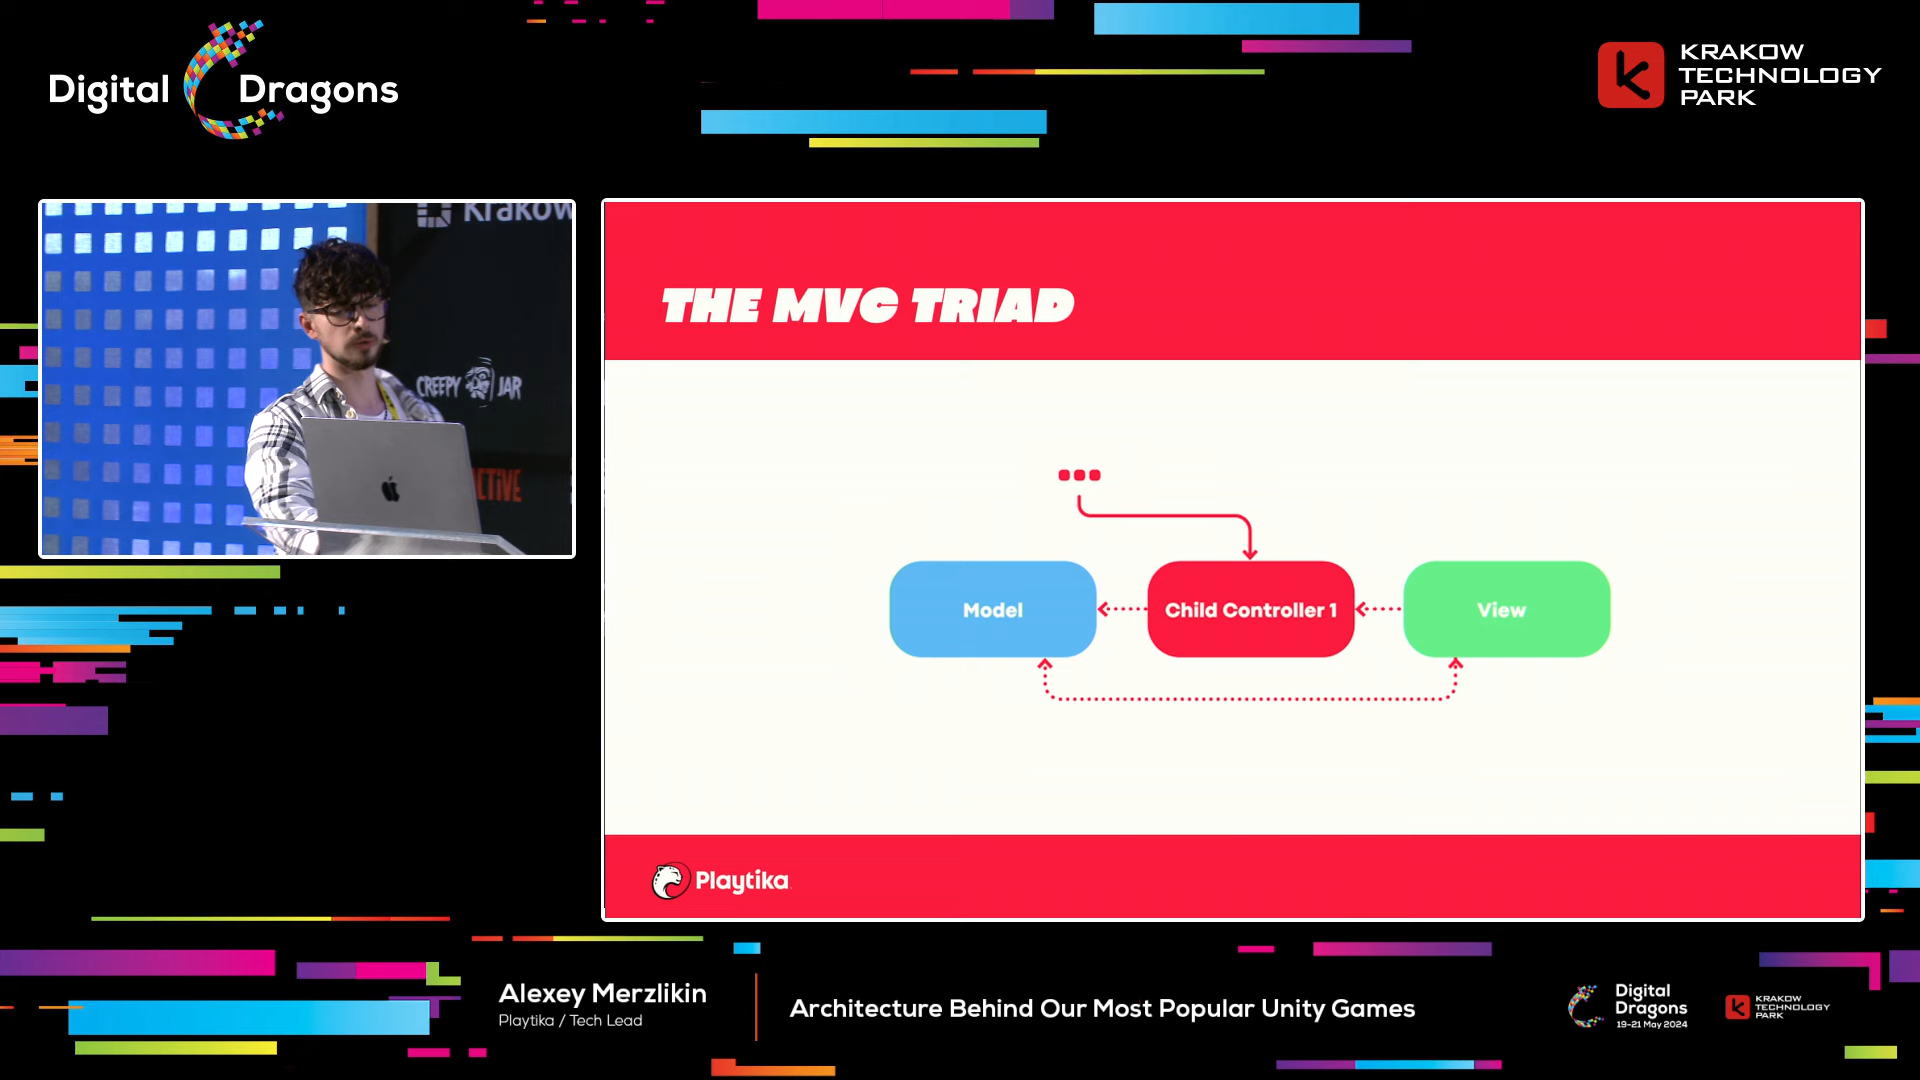 Digital Dragons
KRAKOW
TECHNOLOGY
PARK
Krakow
CREEPY JAR
THE MVC TRIAD
Model
Child Controller 1
View
Playtika
Alexey Merzlikin
Playtika / Tech Lead
Architecture Behind Our Most Popular Unity Games
Digital
Dragons
19-21 May 2024
KRAKOW
TECHNOLOGY
PARK